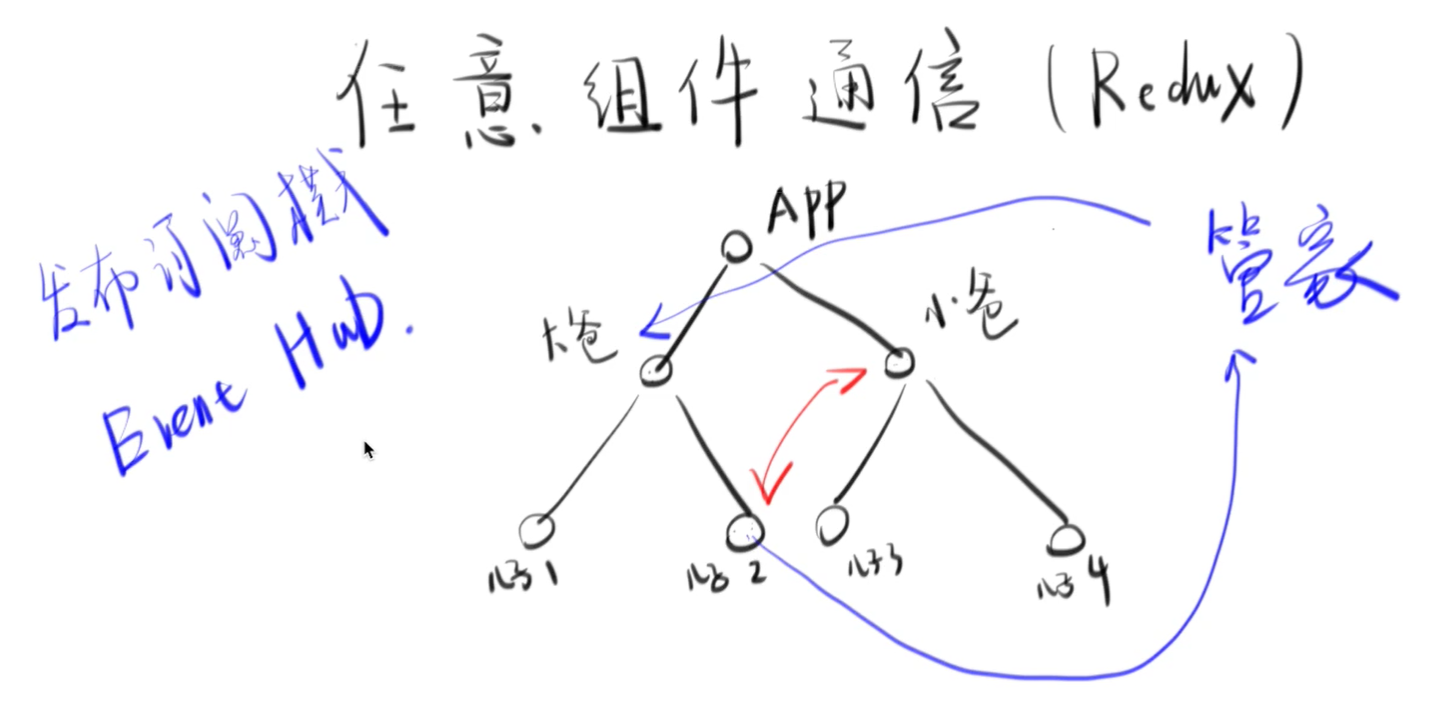 任意组件通信(Redux)
发布订阅模式
Event Hub.
APP
管家
大爸
小爸
儿子1
儿子2
儿子3
儿子4